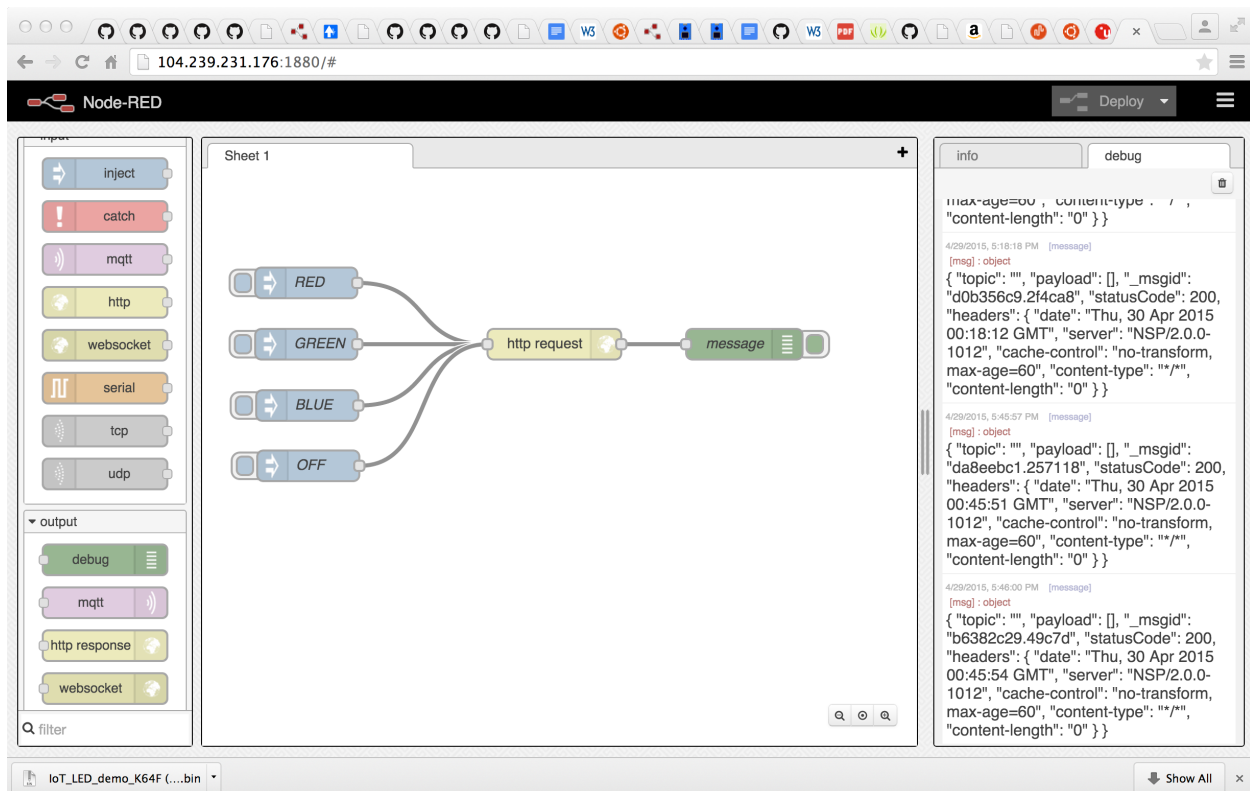 104.239.231.176:1880/#
Node-RED
Deploy
input
inject
catch
mqtt
http
websocket
serial
tcp
udp
output
debug
mqtt
http response
websocket
filter
Sheet 1
+
RED
GREEN
BLUE
OFF
http request
message
info
debug
max-age=60", "content-type": "*/*",
"content-length": "0" } }
4/29/2015, 5:18:18 PM [message]
[msg] : object
{ "topic": "", "payload": [], "_msgid":
"d0b356c9.2f4ca8", "statusCode": 200,
"headers": { "date": "Thu, 30 Apr 2015
00:18:12 GMT", "server": "NSP/2.0.0-
1012", "cache-control": "no-transform,
max-age=60", "content-type": "*/*",
"content-length": "0" } }
4/29/2015, 5:45:57 PM [message]
[msg] : object
{ "topic": "", "payload": [], "_msgid":
"da8eebc1.257118", "statusCode": 200,
"headers": { "date": "Thu, 30 Apr 2015
00:45:51 GMT", "server": "NSP/2.0.0-
1012", "cache-control": "no-transform,
max-age=60", "content-type": "*/*",
"content-length": "0" } }
4/29/2015, 5:46:00 PM [message]
[msg] : object
{ "topic": "", "payload": [], "_msgid":
"b6382c29.49c7d", "statusCode": 200,
"headers": { "date": "Thu, 30 Apr 2015
00:45:54 GMT", "server": "NSP/2.0.0-
1012", "cache-control": "no-transform,
max-age=60", "content-type": "*/*",
"content-length": "0" } }
IoT_LED_demo_K64F (....bin
Show All